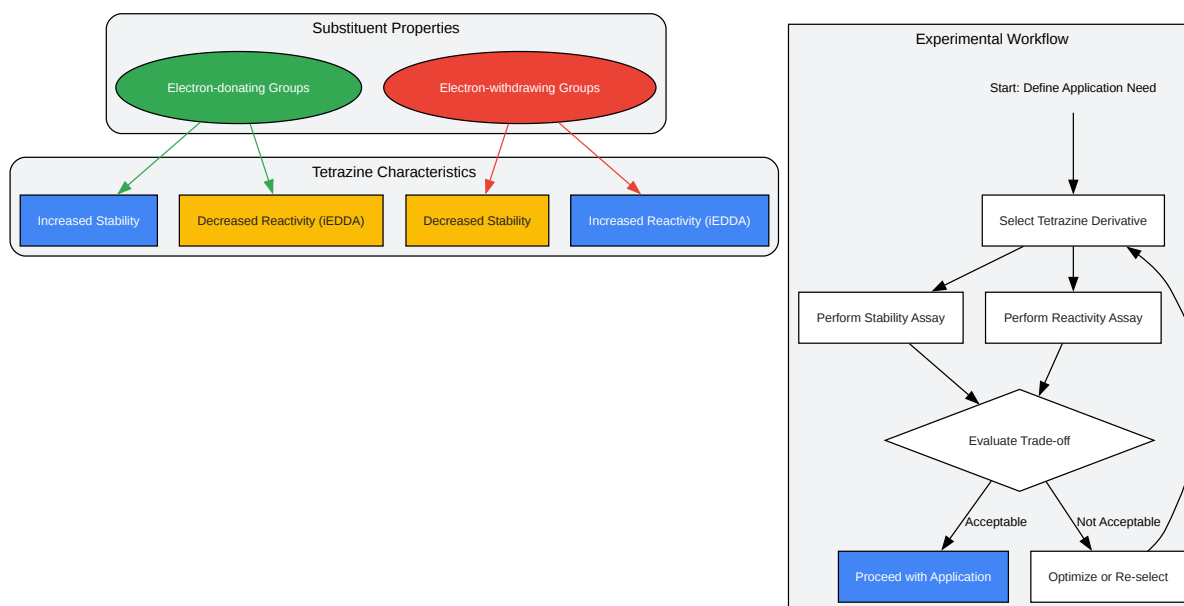 Substituent Properties
Electron-donating Groups
Electron-withdrawing Groups
Tetrazine Characteristics
Increased Stability
Decreased Reactivity (iEDDA)
Decreased Stability
Increased Reactivity (iEDDA)
Experimental Workflow
Start: Define Application Need
Select Tetrazine Derivative
Perform Stability Assay
Perform Reactivity Assay
Evaluate Trade-off
Acceptable
Not Acceptable
Proceed with Application
Optimize or Re-select